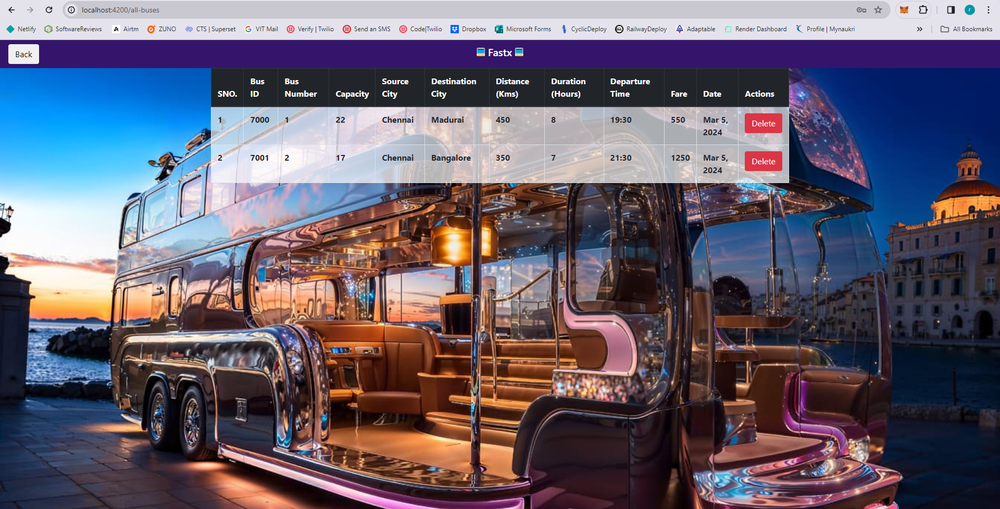 localhost:4200/all-buses
Netlify SoftwareReviews Airtm ZUNO CTS | Superset VIT Mail Verify | Twilio Send an SMS Code|Twilio Dropbox Microsoft Forms CyclicDeploy RailwayDeploy Adaptable Render Dashboard Profile | Mynaukri » All Bookmarks
Back Fastx
SNO. Bus ID Bus Number Capacity Source City Destination City Distance (Kms) Duration (Hours) Departure Time Fare Date Actions
1 7000 1 22 Chennai Madurai 450 8 19:30 550 Mar 5, 2024 Delete
2 7001 2 17 Chennai Bangalore 350 7 21:30 1250 Mar 5, 2024 Delete